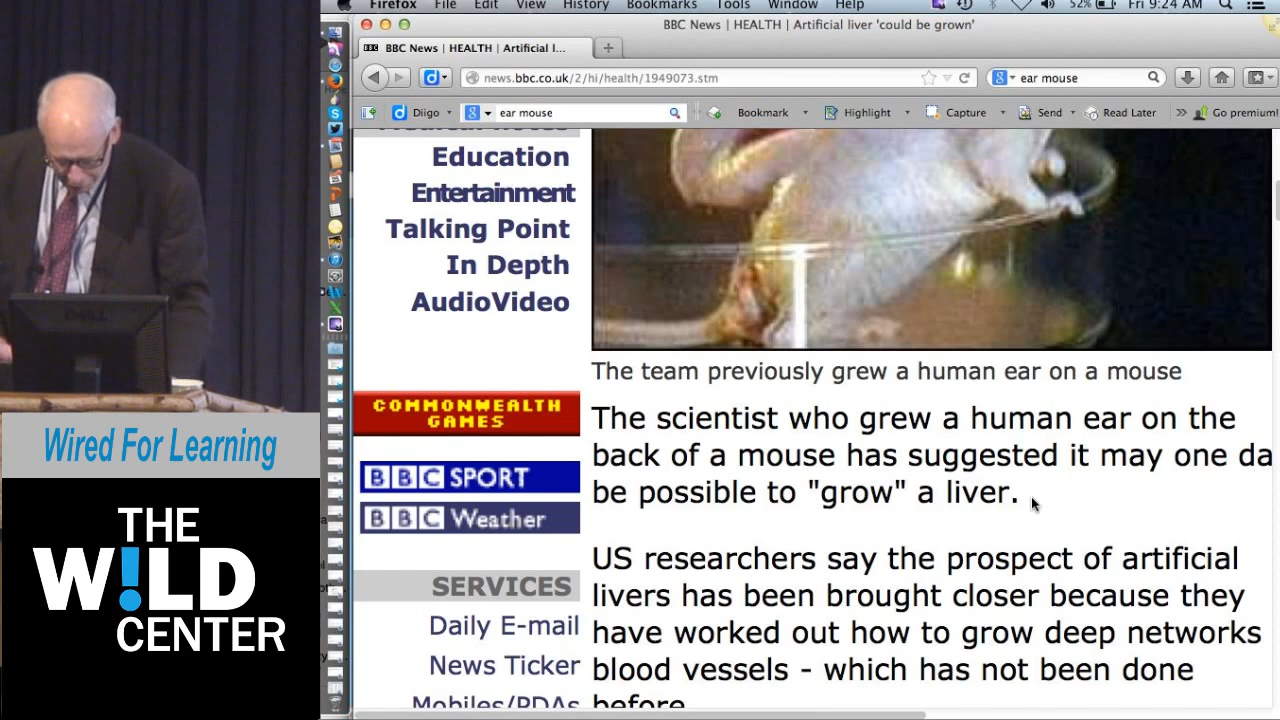 Firefox File Edit View History Bookmarks Tools Window Help 52% Fri 9:24 AM
BBC News | HEALTH | Artificial liver 'could be grown'
BBC News | HEALTH | Artificial l...
news.bbc.co.uk/2/hi/health/1949073.stm
ear mouse
Diigo ear mouse Bookmark Highlight Capture Send Read Later Go premium!
Education
Entertainment
Talking Point
In Depth
AudioVideo
COMMONWEALTH
GAMES
BBC SPORT
BBC Weather
SERVICES
Daily E-mail
News Ticker
Mobiles/PDAs
The team previously grew a human ear on a mouse
The scientist who grew a human ear on the
back of a mouse has suggested it may one da
be possible to "grow" a liver.
US researchers say the prospect of artificial
livers has been brought closer because they
have worked out how to grow deep networks
blood vessels - which has not been done
before
DELL
Wired For Learning
THE
W!LD
CENTER